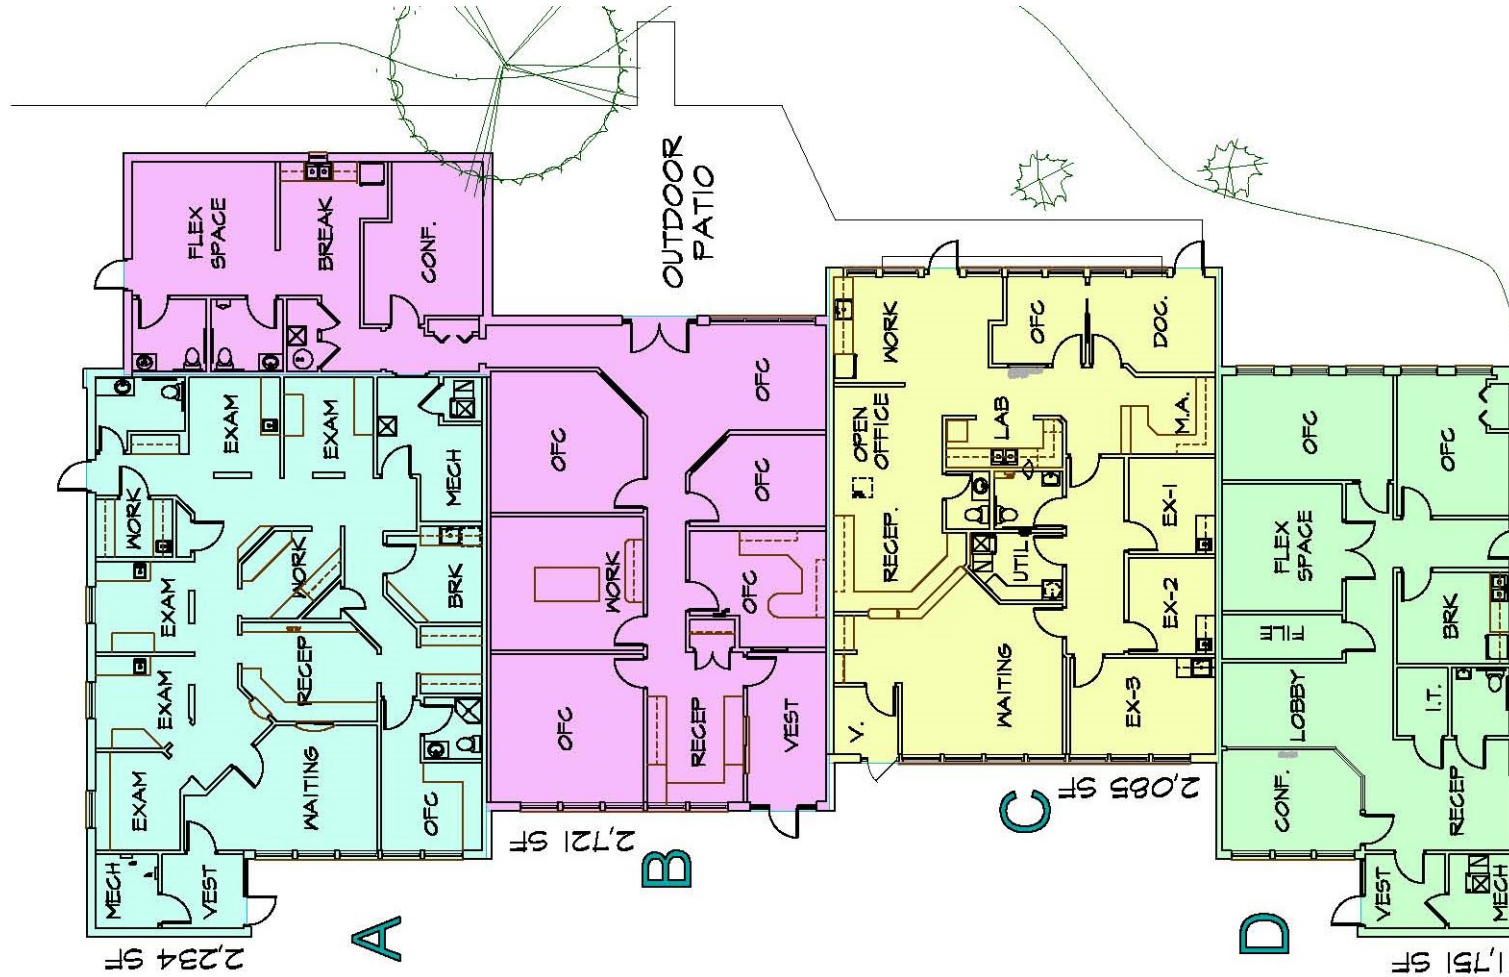 OUTDOOR
PATIO
FLEX
SPACE
BREAK
CONF.
EXAM
EXAM
MECH
WORK
EXAM
WORK
BRK
EXAM
RECEP
EXAM
WAITING
OFC
MECH
VEST
2,234 SF
A
OFC
OFC
OFC
WORK
OFC
OFC
RECEP
VEST
2,721 SF
B
WORK
OFC
DOC.
OPEN
OFFICE
LAB
M.A.
RECEP.
UTIL
EX-1
EX-2
WAITING
EX-3
V.
2,085 SF
C
OFC
OFC
FLEX
SPACE
BRK
LOBBY
I.T.
CONF.
RECEP
VEST
MECH
D
1,751 SF